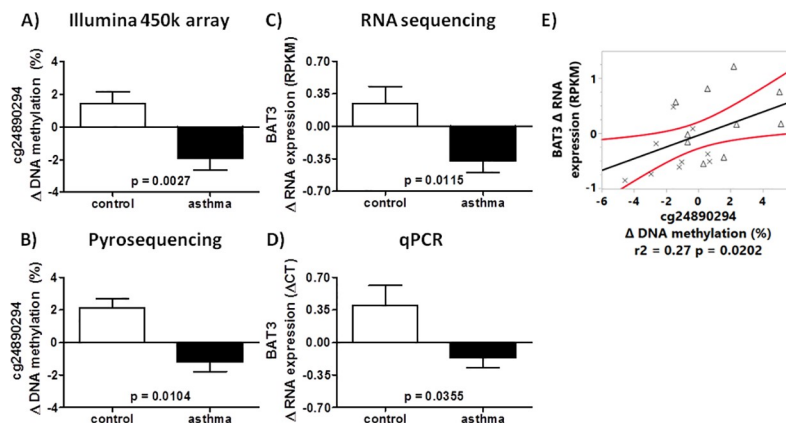 A) Illumina 450k array
cg24890294
Δ DNA methylation (%)
4
2
0
-2
-4
p = 0.0027
control asthma
B) Pyrosequencing
cg24890294
Δ DNA methylation (%)
4
2
0
-2
-4
p = 0.0104
control asthma
C) RNA sequencing
BAT3
Δ RNA expression (RPKM)
0.70
0.35
0.00
-0.35
-0.70
p = 0.0115
control asthma
D) qPCR
BAT3
Δ RNA expression (ΔCT)
0.70
0.35
0.00
-0.35
-0.70
p = 0.0355
control asthma
E)
BAT3 Δ RNA
expression (RPKM)
1
0
-1
-6 -4 -2 0 2 4
cg24890294
Δ DNA methylation (%)
r2 = 0.27 p = 0.0202